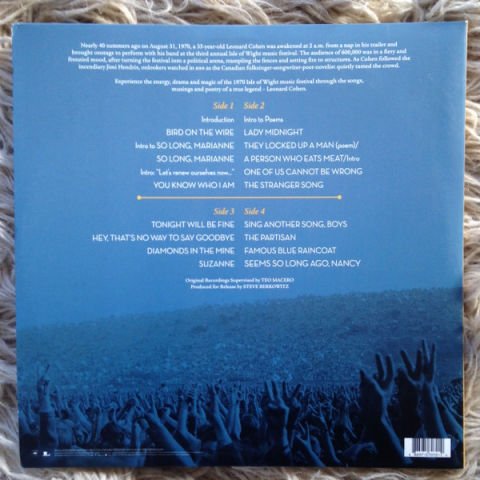 Nearly 40 summers ago on August 31, 1970, a 35-year-old Leonard Cohen was awakened at 2 a.m. from a nap in his trailer and
brought onstage to perform with his band at the third annual Isle of Wight music festival. The audience of 600,000 was in a fiery and
frenzied mood, after turning the festival into a political arena, trampling the fences and setting fire to structures. As Cohen followed the
incendiary Jimi Hendrix, onlookers watched in awe as the Canadian folksinger-songwriter-poet-novelist quietly tamed the crowd.
Experience the energy, drama and magic of the 1970 Isle of Wight music festival through the songs,
musings and poetry of a true legend - Leonard Cohen.
Side 1
Introduction
BIRD ON THE WIRE
Intro to SO LONG, MARIANNE
SO LONG, MARIANNE
Intro: "Let's renew ourselves now..."
YOU KNOW WHO I AM
Side 2
Intro to Poems
LADY MIDNIGHT
THEY LOCKED UP A MAN (poem)/
A PERSON WHO EATS MEAT/Intro
ONE OF US CANNOT BE WRONG
THE STRANGER SONG
Side 3
TONIGHT WILL BE FINE
HEY, THAT'S NO WAY TO SAY GOODBYE
DIAMONDS IN THE MINE
SUZANNE
Side 4
SING ANOTHER SONG, BOYS
THE PARTISAN
FAMOUS BLUE RAINCOAT
SEEMS SO LONG AGO, NANCY
Original Recordings Supervised by TEO MACERO
Produced for Release by STEVE BERKOWITZ